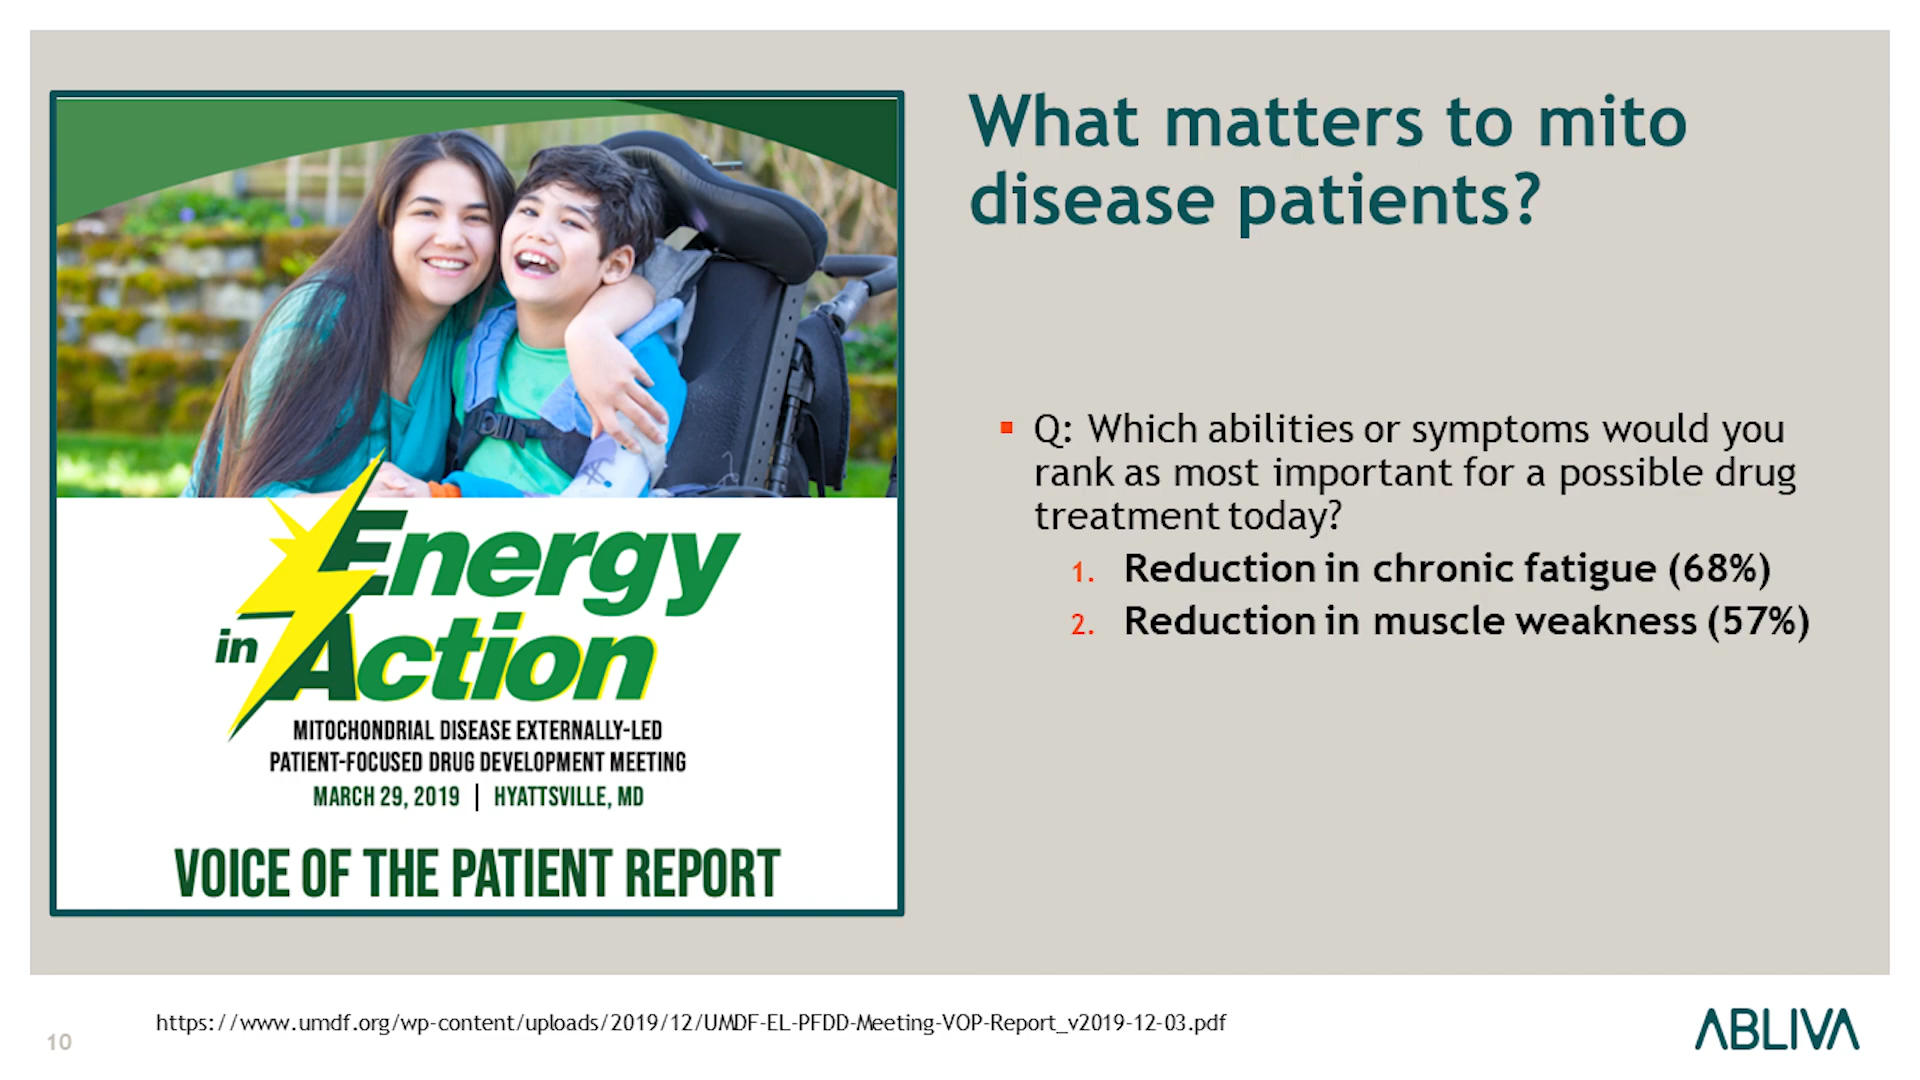 What matters to mito
disease patients?
Energy
in Action
MITOCHONDRIAL DISEASE EXTERNALLY-LED
PATIENT-FOCUSED DRUG DEVELOPMENT MEETING
MARCH 29, 2019 | HYATTSVILLE, MD
VOICE OF THE PATIENT REPORT
Q: Which abilities or symptoms would you
rank as most important for a possible drug
treatment today?
1. Reduction in chronic fatigue (68%)
2. Reduction in muscle weakness (57%)
https://www.umdf.org/wp-content/uploads/2019/12/UMDF-EL-PFDD-Meeting-VOP-Report_v2019-12-03.pdf
10
ABLIVA